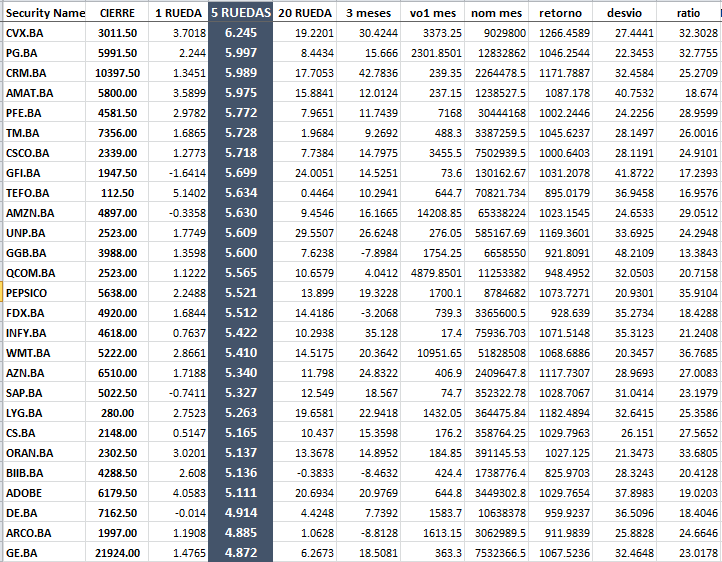 Security Name CIERRE 1 RUEDA 5 RUEDAS 20 RUEDA 3 meses vo1 mes nom mes retorno desvio ratio
CVX.BA 3011.50 3.7018 6.245 19.2201 30.4244 3373.25 9029800 1266.4589 27.4441 32.3028
PG.BA 5991.50 2.244 5.997 8.4434 15.666 2301.8501 12832862 1046.2544 22.3453 32.7755
CRM.BA 10397.50 1.3451 5.989 17.7053 42.7836 239.35 2264478.5 1171.7887 32.4584 25.2709
AMAT.BA 5800.00 3.5899 5.975 15.8841 12.0124 237.15 1238527.5 1087.178 40.7532 18.674
PFE.BA 4581.50 2.9782 5.772 7.9651 11.7439 7168 30444168 1002.2446 24.2256 28.9599
TM.BA 7356.00 1.6865 5.728 1.9684 9.2692 488.3 3387259.5 1045.6237 28.1497 26.0016
CSCO.BA 2339.00 1.2773 5.718 7.7384 14.7975 3455.5 7502939.5 1000.6403 28.1191 24.9101
GFI.BA 1947.50 -1.6414 5.699 24.0051 14.5251 73.6 130162.67 1031.2078 41.8722 17.2393
TEFO.BA 112.50 5.1402 5.634 0.4464 10.2941 644.7 70821.734 895.0179 36.9458 16.9576
AMZN.BA 4897.00 -0.3358 5.630 9.4546 16.1665 14208.85 65338224 1023.1545 24.6533 29.0512
UNP.BA 2523.00 1.7749 5.609 29.5507 26.6248 276.05 585167.69 1169.3601 33.6925 24.2948
GGB.BA 3988.00 1.3598 5.600 7.6238 -7.8984 1754.25 6658550 921.8091 48.2109 13.3843
QCOM.BA 2523.00 1.1222 5.565 10.6579 4.0412 4879.8501 11253382 948.4952 32.0503 20.7158
PEPSICO 5638.00 2.2488 5.521 13.899 19.3228 1700.1 8784682 1073.7271 20.9301 35.9104
FDX.BA 4920.00 1.6844 5.512 14.4186 -3.2068 739.3 3365600.5 928.639 35.2734 18.4288
INFY.BA 4618.00 0.7637 5.422 10.2938 35.128 17.4 75936.703 1071.5148 35.3123 21.2408
WMT.BA 5222.00 2.8661 5.410 14.5175 20.3642 10951.65 51828508 1068.6886 20.3457 36.7685
AZN.BA 6510.00 1.7188 5.340 11.798 24.8322 406.9 2409647.8 1117.7307 28.9693 27.0083
SAP.BA 5022.50 -0.7411 5.327 12.549 18.567 74.7 352322.78 1028.7067 31.0414 23.1979
LYG.BA 280.00 2.7523 5.263 19.6581 22.9418 1432.05 364475.84 1182.4894 32.6415 25.3586
CS.BA 2148.00 0.5147 5.165 10.437 15.3598 176.2 358764.25 1029.7963 26.151 27.5652
ORAN.BA 2302.50 3.0201 5.137 13.3678 14.8952 184.85 391145.53 1027.125 21.3473 33.6805
BIIB.BA 4288.50 2.608 5.136 -0.3833 -8.4632 424.4 1738776.4 825.9703 28.3243 20.4128
ADOBE 6179.50 4.0583 5.111 20.6934 20.9769 644.8 3449302.8 1029.7654 37.8983 19.0203
DE.BA 7162.50 -0.014 4.914 4.4248 7.7392 1583.7 10638378 959.9237 36.5096 18.4046
ARCO.BA 1997.00 1.1908 4.885 1.0628 -8.8128 1613.15 3062989.5 911.9839 25.8828 24.6646
GE.BA 21924.00 1.4765 4.872 6.2673 18.5081 363.3 7532366.5 1067.5236 32.4648 23.0178